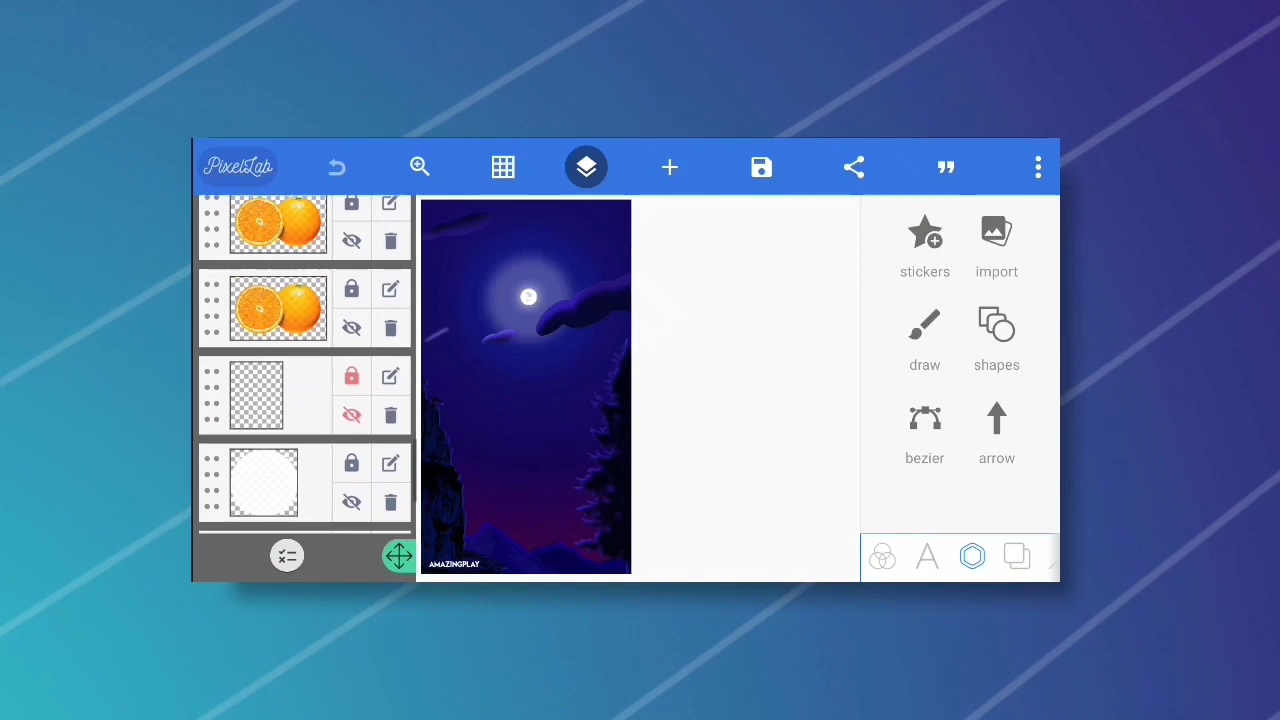 PixelLab
stickers
import
draw
shapes
bezier
arrow
AMAZINGPLAY